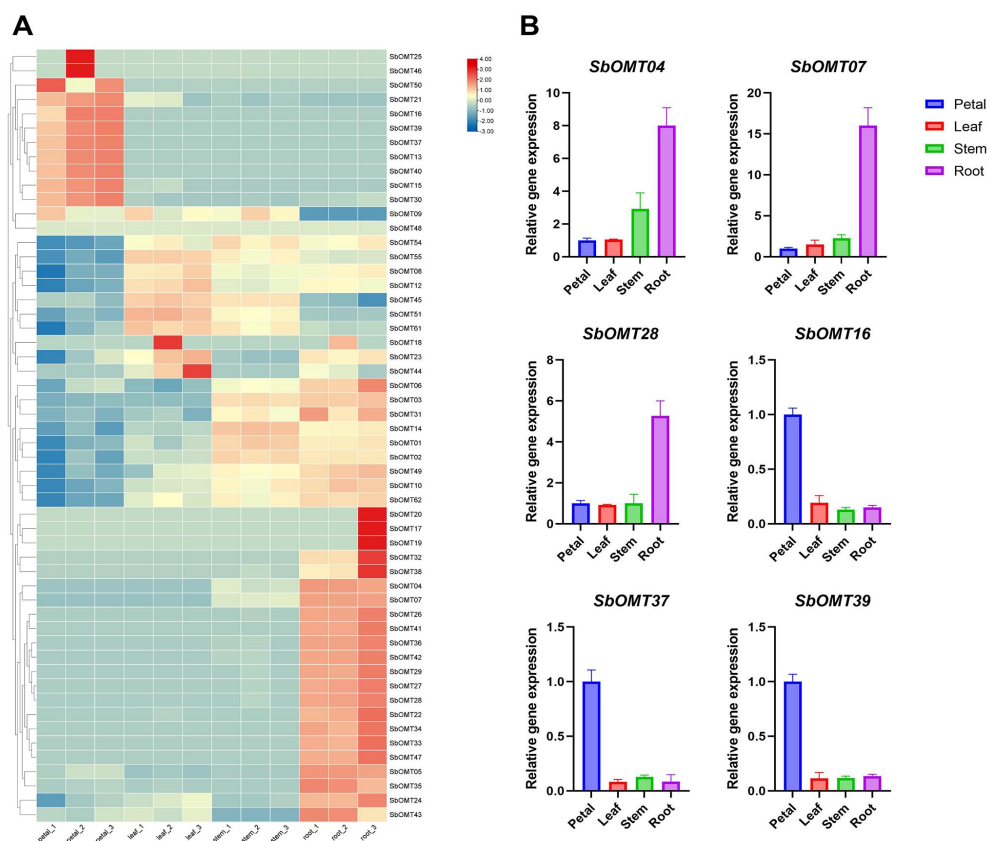 A
SbOMT25
SbOMT46
SbOMT50
SbOMT21
SbOMT16
SbOMT39
SbOMT37
SbOMT13
SbOMT40
SbOMT15
SbOMT30
SbOMT09
SbOMT48
SbOMT54
SbOMT55
SbOMT08
SbOMT12
SbOMT45
SbOMT51
SbOMT61
SbOMT18
SbOMT23
SbOMT44
SbOMT06
SbOMT03
SbOMT31
SbOMT14
SbOMT01
SbOMT02
SbOMT49
SbOMT10
SbOMT62
SbOMT20
SbOMT17
SbOMT19
SbOMT32
SbOMT38
SbOMT04
SbOMT07
SbOMT26
SbOMT41
SbOMT36
SbOMT42
SbOMT29
SbOMT27
SbOMT28
SbOMT22
SbOMT34
SbOMT33
SbOMT47
SbOMT05
SbOMT35
SbOMT24
SbOMT43
petal_1
petal_2
petal_3
leaf_1
leaf_2
leaf_3
stem_1
stem_2
stem_3
root_1
root_2
root_3
4.00
3.00
2.00
1.00
0.00
-1.00
-2.00
-3.00
B
SbOMT04
Relative gene expression
10
8
6
4
2
0
Petal
Leaf
Stem
Root
SbOMT07
Relative gene expression
20
15
10
5
0
Petal
Leaf
Stem
Root
Petal
Leaf
Stem
Root
SbOMT28
Relative gene expression
8
6
4
2
0
Petal
Leaf
Stem
Root
SbOMT16
Relative gene expression
1.5
1.0
0.5
0.0
Petal
Leaf
Stem
Root
SbOMT37
Relative gene expression
1.5
1.0
0.5
0.0
Petal
Leaf
Stem
Root
SbOMT39
Relative gene expression
1.5
1.0
0.5
0.0
Petal
Leaf
Stem
Root